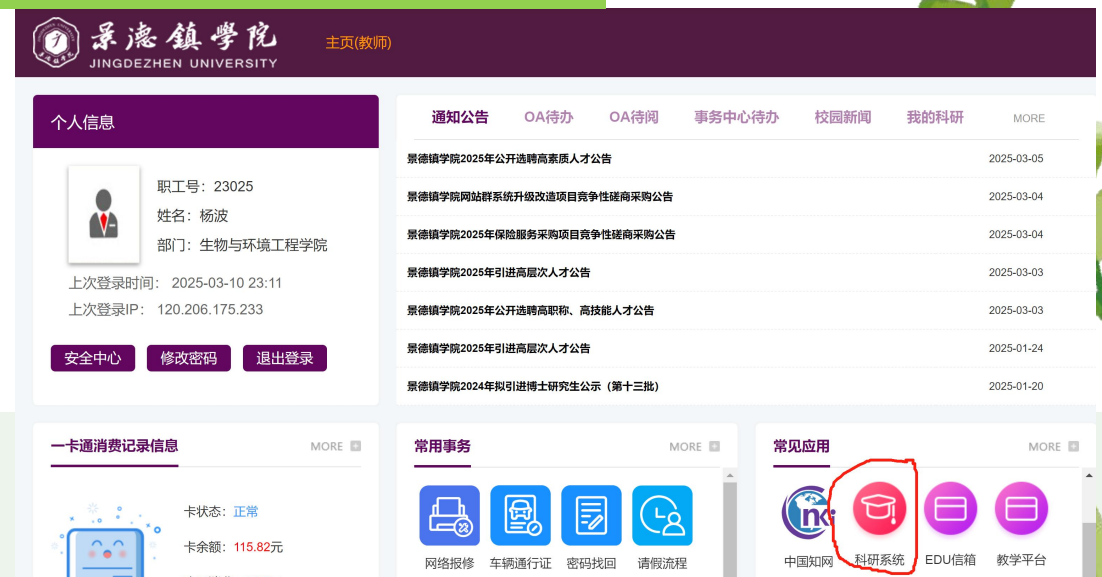 景德鎮學院
JINGDEZHEN UNIVERSITY
主页(教师)
个人信息
职工号：23025
姓名：杨波
部门：生物与环境工程学院
上次登录时间： 2025-03-10 23:11
上次登录IP： 120.206.175.233
安全中心 修改密码 退出登录
通知公告 OA待办 OA待阅 事务中心待办 校园新闻 我的科研 MORE
景德镇学院2025年公开选聘高素质人才公告 2025-03-05
景德镇学院网站群系统升级改造项目竞争性磋商采购公告 2025-03-04
景德镇学院2025年保险服务采购项目竞争性磋商采购公告 2025-03-04
景德镇学院2025年引进高层次人才公告 2025-03-03
景德镇学院2025年公开选聘高职称、高技能人才公告 2025-03-03
景德镇学院2025年引进高层次人才公告 2025-01-24
景德镇学院2024年拟引进博士研究生公示（第十三批） 2025-01-20
一卡通消费记录信息 MORE
卡状态：正常
卡余额：115.82元
常用事务 MORE
网络报修 车辆通行证 密码找回 请假流程
常见应用 MORE
中国知网 科研系统 EDU信箱 教学平台